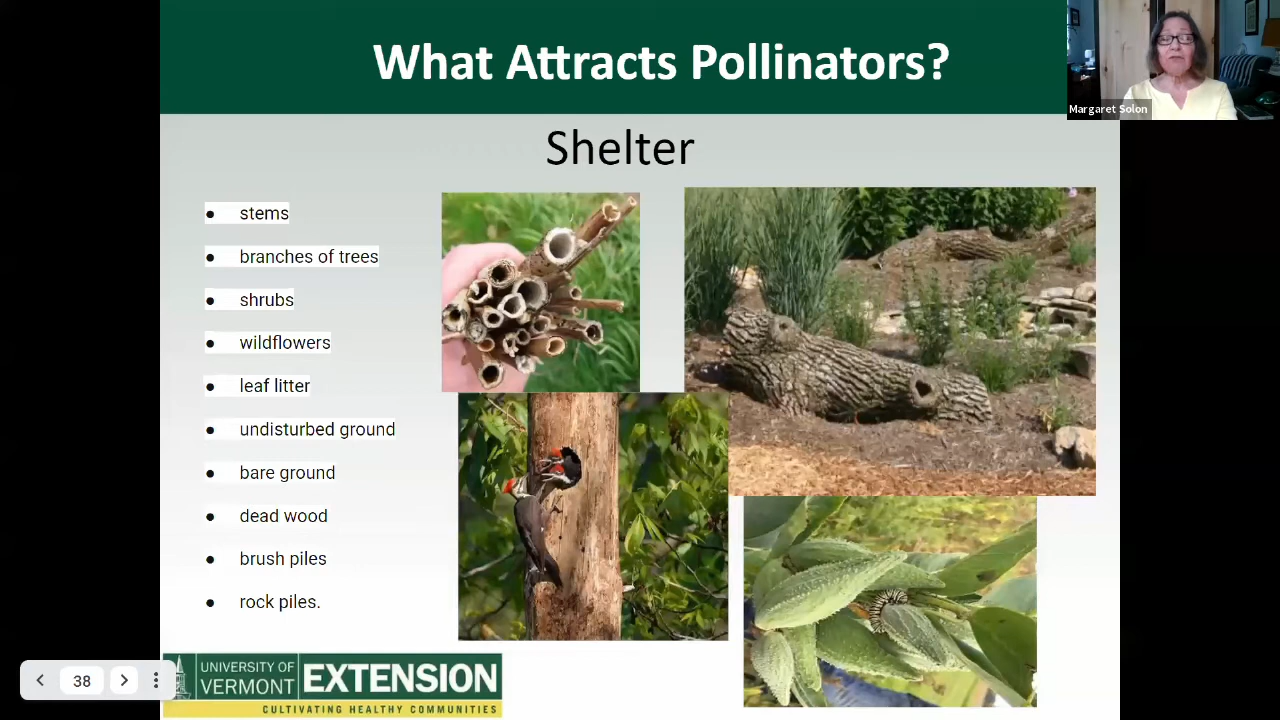 What Attracts Pollinators?
Margaret Solon
Shelter
● stems
● branches of trees
● shrubs
● wildflowers
● leaf litter
● undisturbed ground
● bare ground
● dead wood
● brush piles
● rock piles.
38
UNIVERSITY OF
VERMONT
EXTENSION
CULTIVATING HEALTHY COMMUNITIES